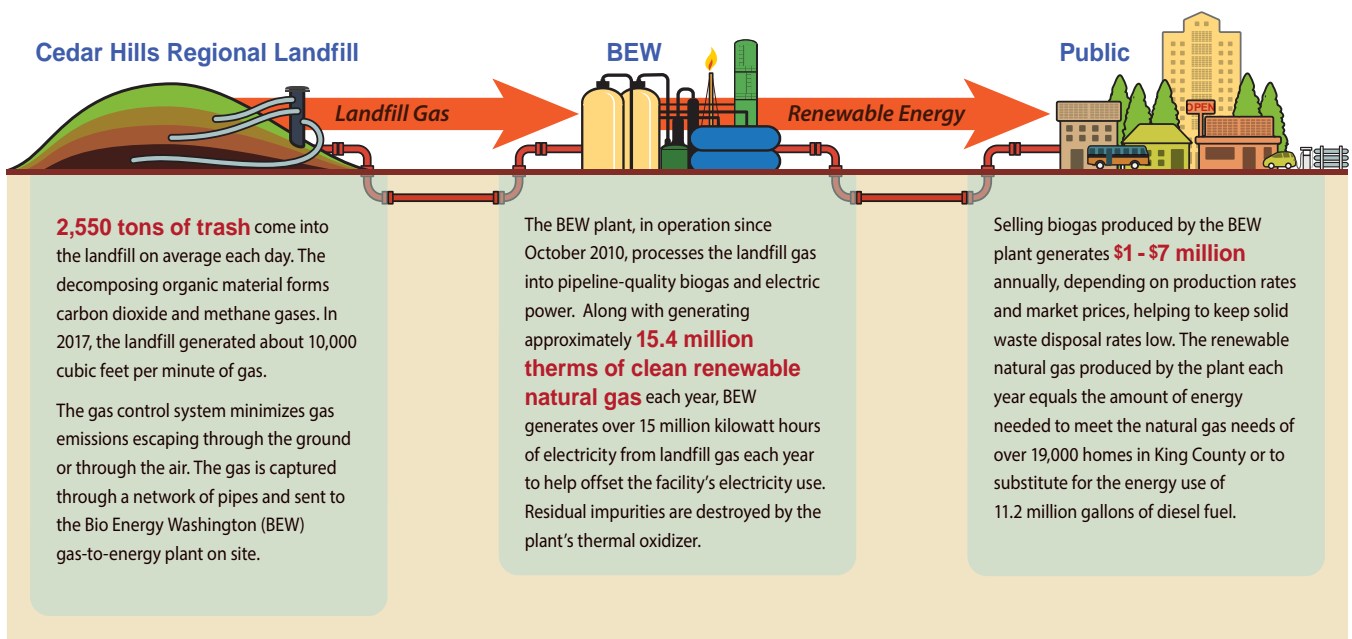 Cedar Hills Regional Landfill
BEW
Public
Landfill Gas
Renewable Energy
OPEN
2,550 tons of trash come into
the landfill on average each day. The
decomposing organic material forms
carbon dioxide and methane gases. In
2017, the landfill generated about 10,000
cubic feet per minute of gas.
The gas control system minimizes gas
emissions escaping through the ground
or through the air. The gas is captured
through a network of pipes and sent to
the Bio Energy Washington (BEW)
gas-to-energy plant on site.
The BEW plant, in operation since
October 2010, processes the landfill gas
into pipeline-quality biogas and electric
power. Along with generating
approximately 15.4 million
therms of clean renewable
natural gas each year, BEW
generates over 15 million kilowatt hours
of electricity from landfill gas each year
to help offset the facility’s electricity use.
Residual impurities are destroyed by the
plant’s thermal oxidizer.
Selling biogas produced by the BEW
plant generates $1 - $7 million
annually, depending on production rates
and market prices, helping to keep solid
waste disposal rates low. The renewable
natural gas produced by the plant each
year equals the amount of energy
needed to meet the natural gas needs of
over 19,000 homes in King County or to
substitute for the energy use of
11.2 million gallons of diesel fuel.